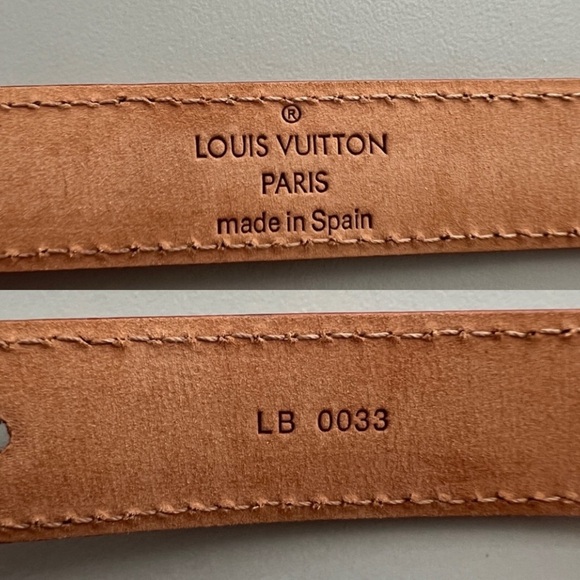 ®
LOUIS VUITTON
PARIS
made in Spain
LB 0033